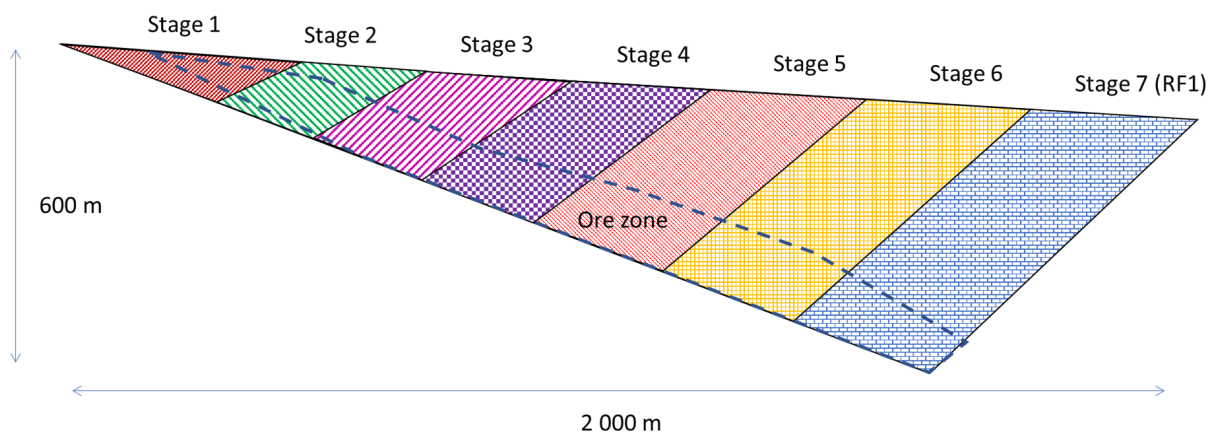 Stage 1
Stage 2
Stage 3
Stage 4
Stage 5
Stage 6
Stage 7 (RF1)
600 m
Ore zone
2 000 m